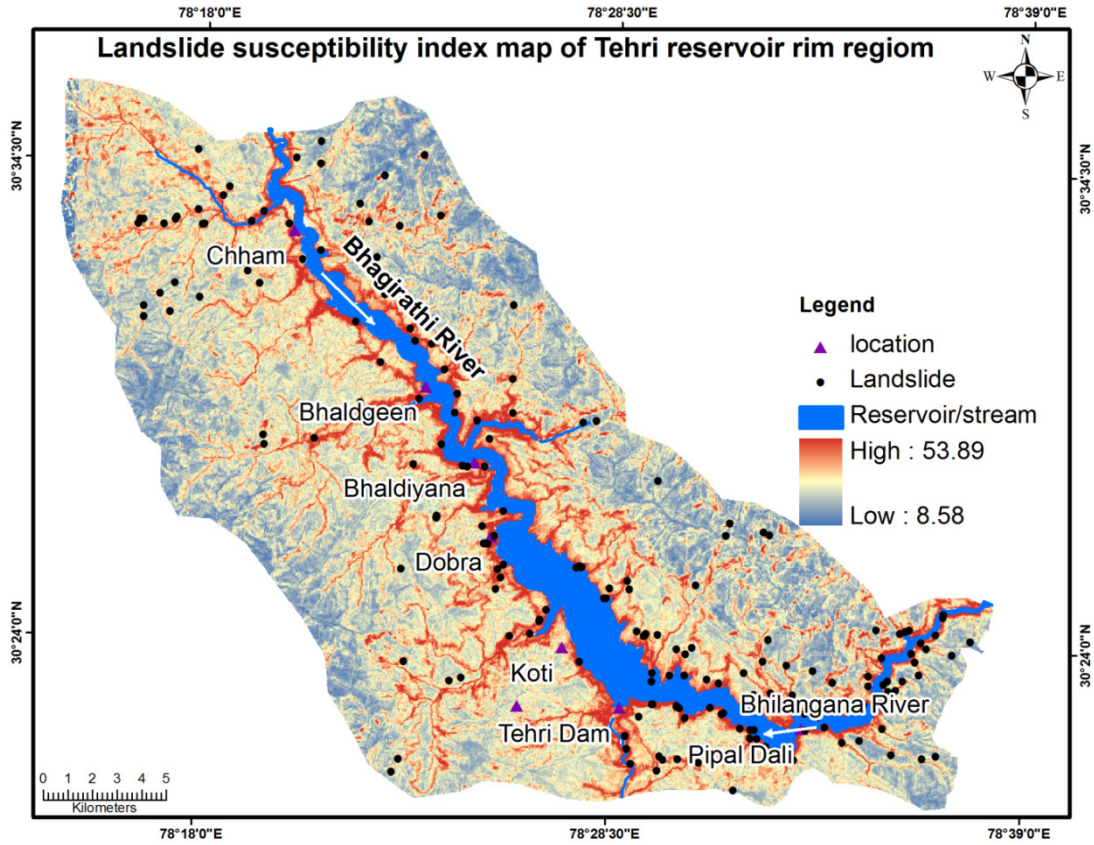 78°18'0"E 78°28'30"E 78°39'0"E
Landslide susceptibility index map of Tehri reservoir rim regiom
N
W E
S
30°34'30"N 30°34'30"N
Chham
Bhagirathi River
Legend
location
Landslide
Reservoir/stream
High : 53.89
Low : 8.58
Bhaldgeen
Bhaldiyana
Dobra
30°24'0"N 30°24'0"N
Koti
Tehri Dam
Bhilangana River
Pipal Dali
0 1 2 3 4 5
Kilometers
78°18'0"E 78°28'30"E 78°39'0"E